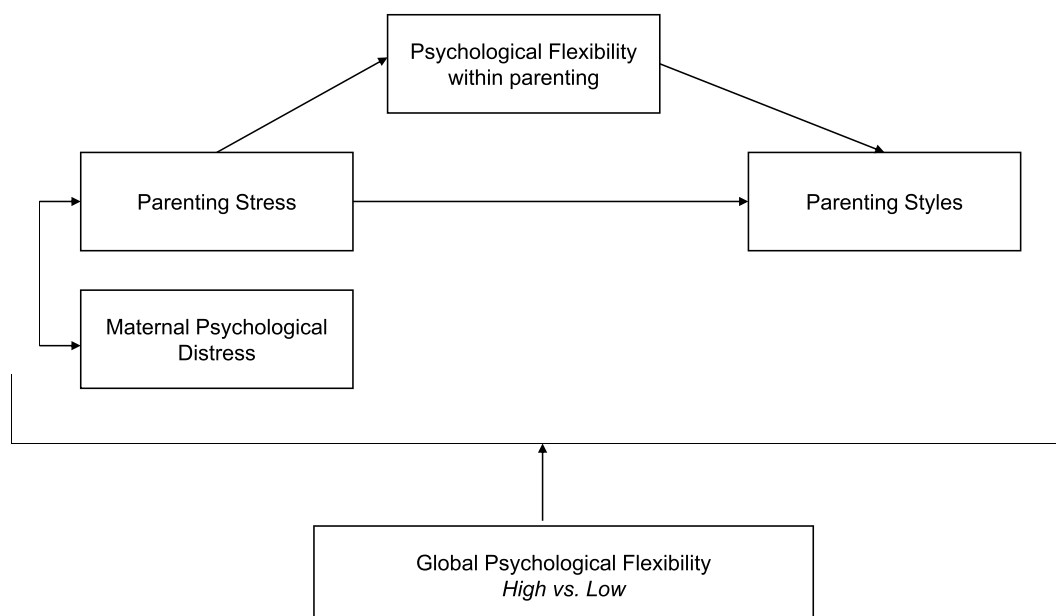 Psychological Flexibility
within parenting
Parenting Stress
Parenting Styles
Maternal Psychological
Distress
Global Psychological Flexibility
High vs. Low